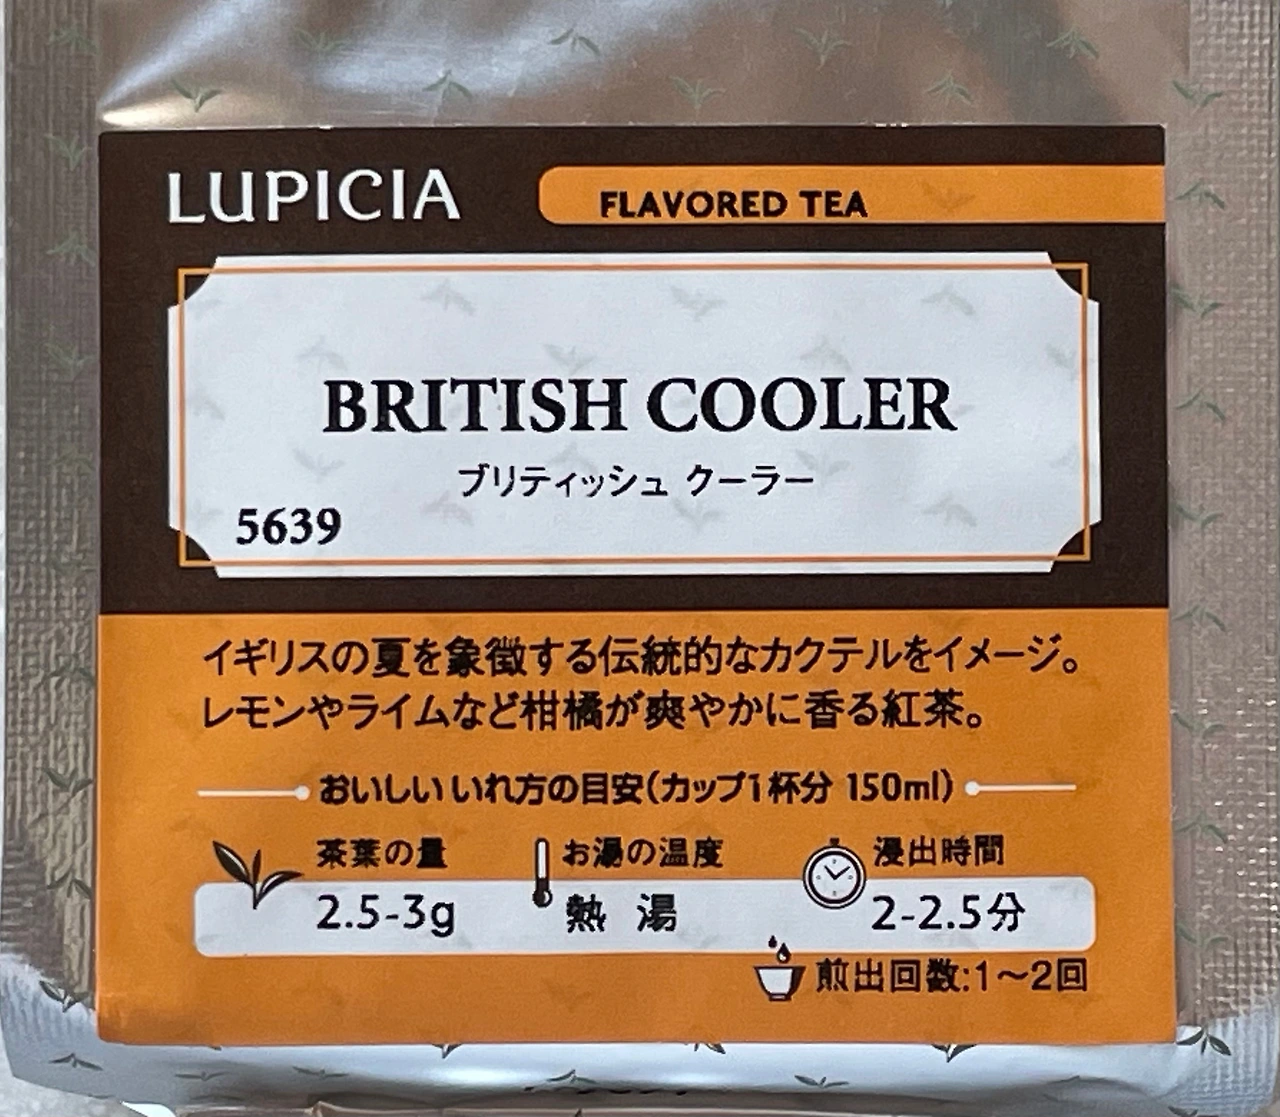 LUPICIA
FLAVORED TEA
BRITISH COOLER
ブリティッシュ クーラー
5639
イギリスの夏を象徴する伝統的なカクテルをイメージ。
レモンやライムなど柑橘が爽やかに香る紅茶。
おいしいいれ方の目安(カップ1杯分 150ml)
茶葉の量 お湯の温度 浸出時間
2.5-3g 熱 湯 2-2.5分
煎出回数:1〜2回